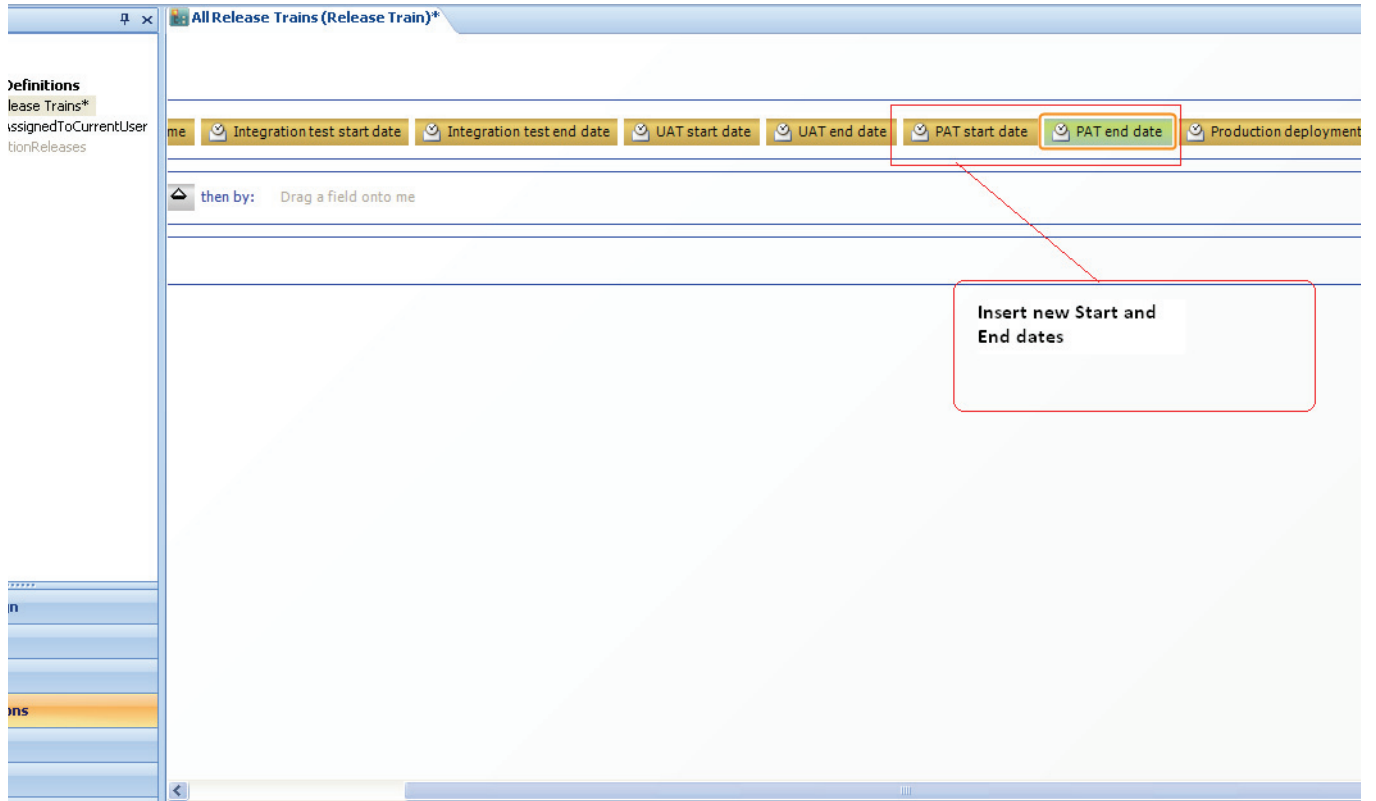 All Release Trains (Release Train)*
Definitions
lease Trains*
AssignedToCurrentUser
tionReleases
me Integration test start date Integration test end date UAT start date UAT end date PAT start date PAT end date Production deployment
then by: Drag a field onto me
Insert new Start and
End dates
gn
ons